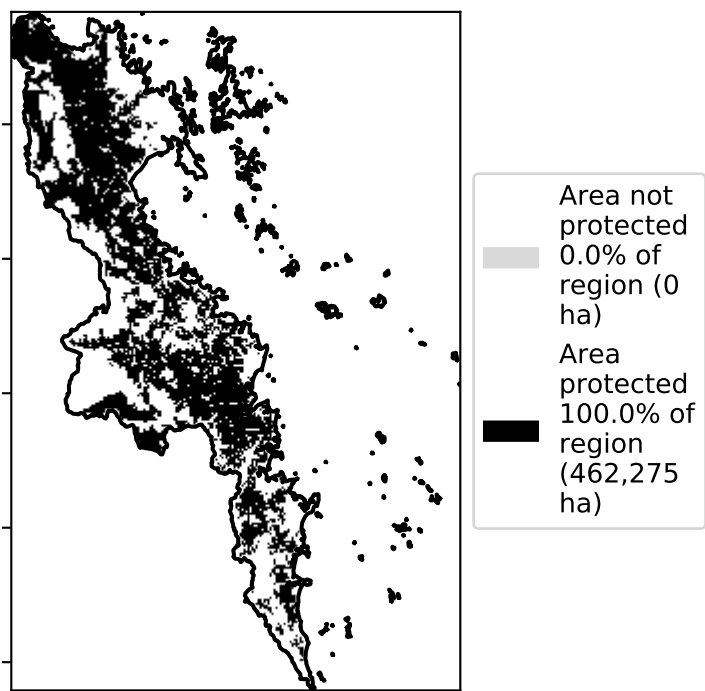 Area not
protected
0.0% of
region (0
ha)
Area
protected
100.0% of
region
(462,275
ha)